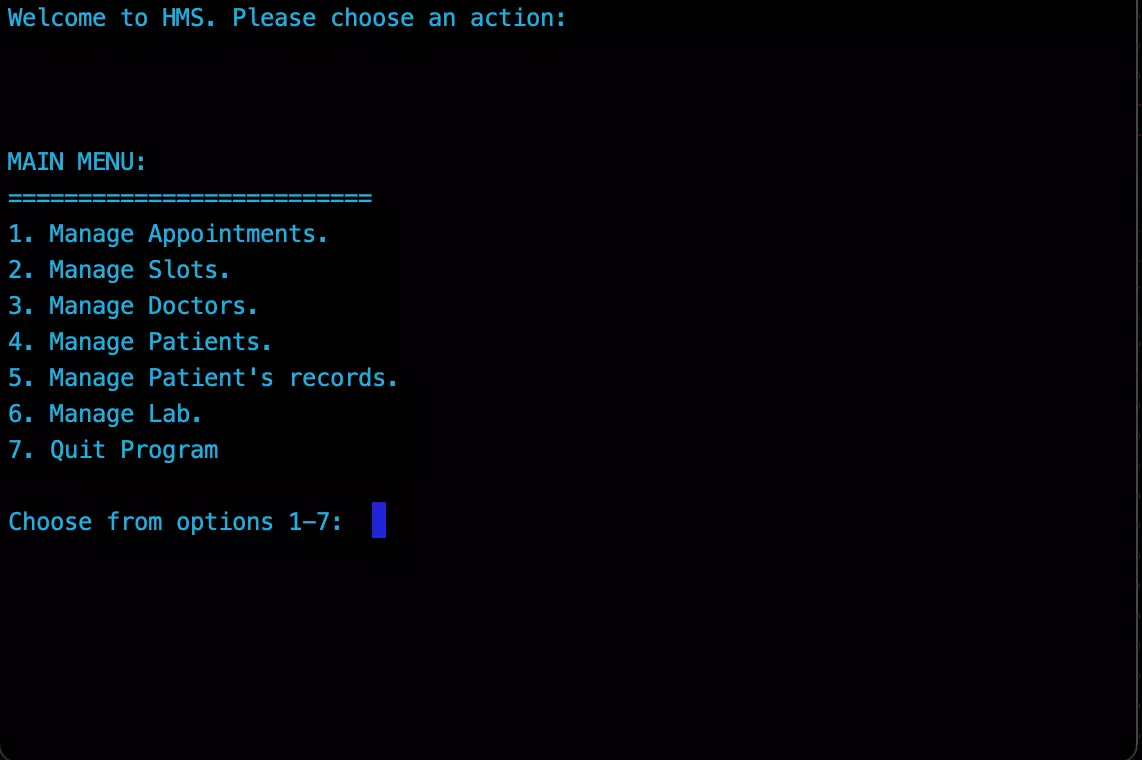 Welcome to HMS. Please choose an action:
MAIN MENU:
==========================
1. Manage Appointments.
2. Manage Slots.
3. Manage Doctors.
4. Manage Patients.
5. Manage Patient's records.
6. Manage Lab.
7. Quit Program
Choose from options 1-7: